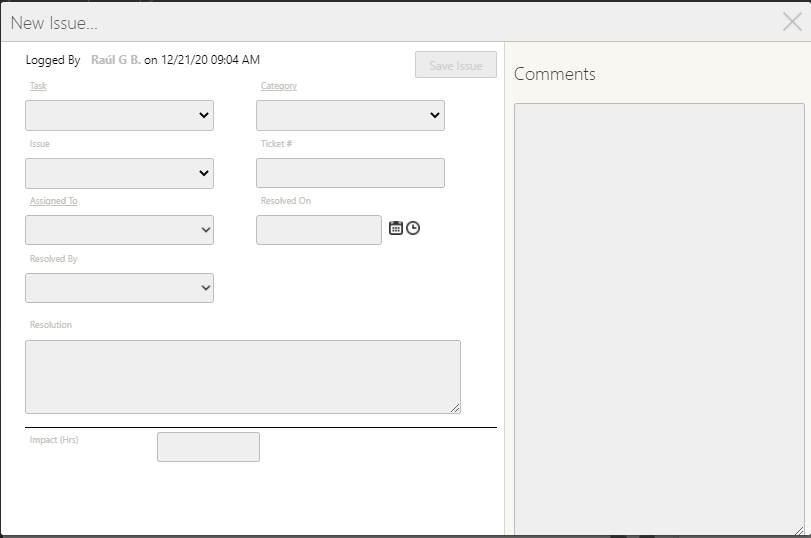 New Issue...
Logged By Raúl G B. on 12/21/20 09:04 AM
Save Issue
Task
Category
Issue
Ticket #
Assigned To
Resolved On
Resolved By
Resolution
Impact (Hrs)
Comments